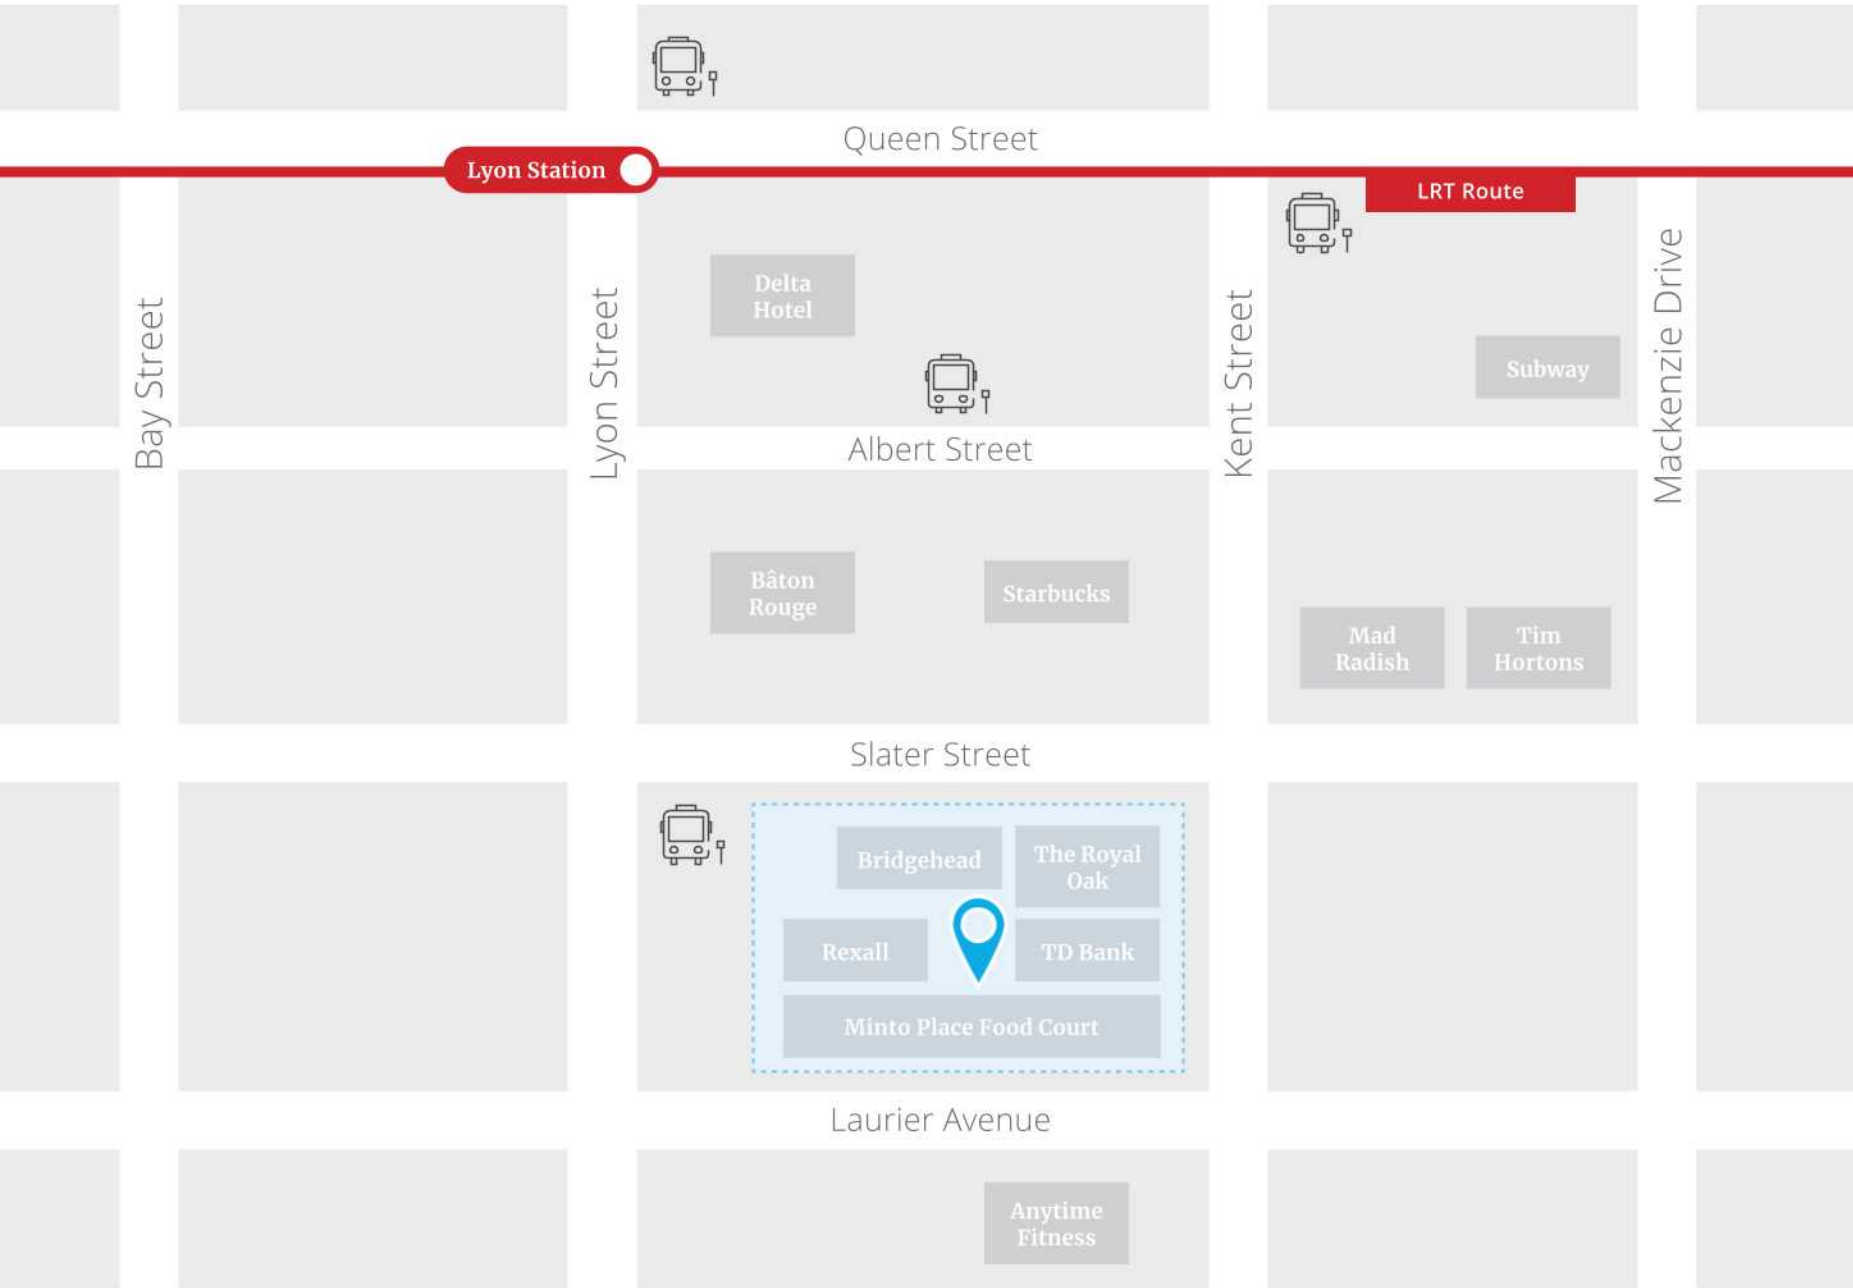 Queen Street
Lyon Station
LRT Route
Bay Street
Lyon Street
Delta
Hotel
Kent Street
Mackenzie Drive
Subway
Albert Street
Bâton
Rouge
Starbucks
Mad
Radish
Tim
Hortons
Slater Street
Bridgehead
The Royal
Oak
Rexall
TD Bank
Minto Place Food Court
Laurier Avenue
Anytime
Fitness